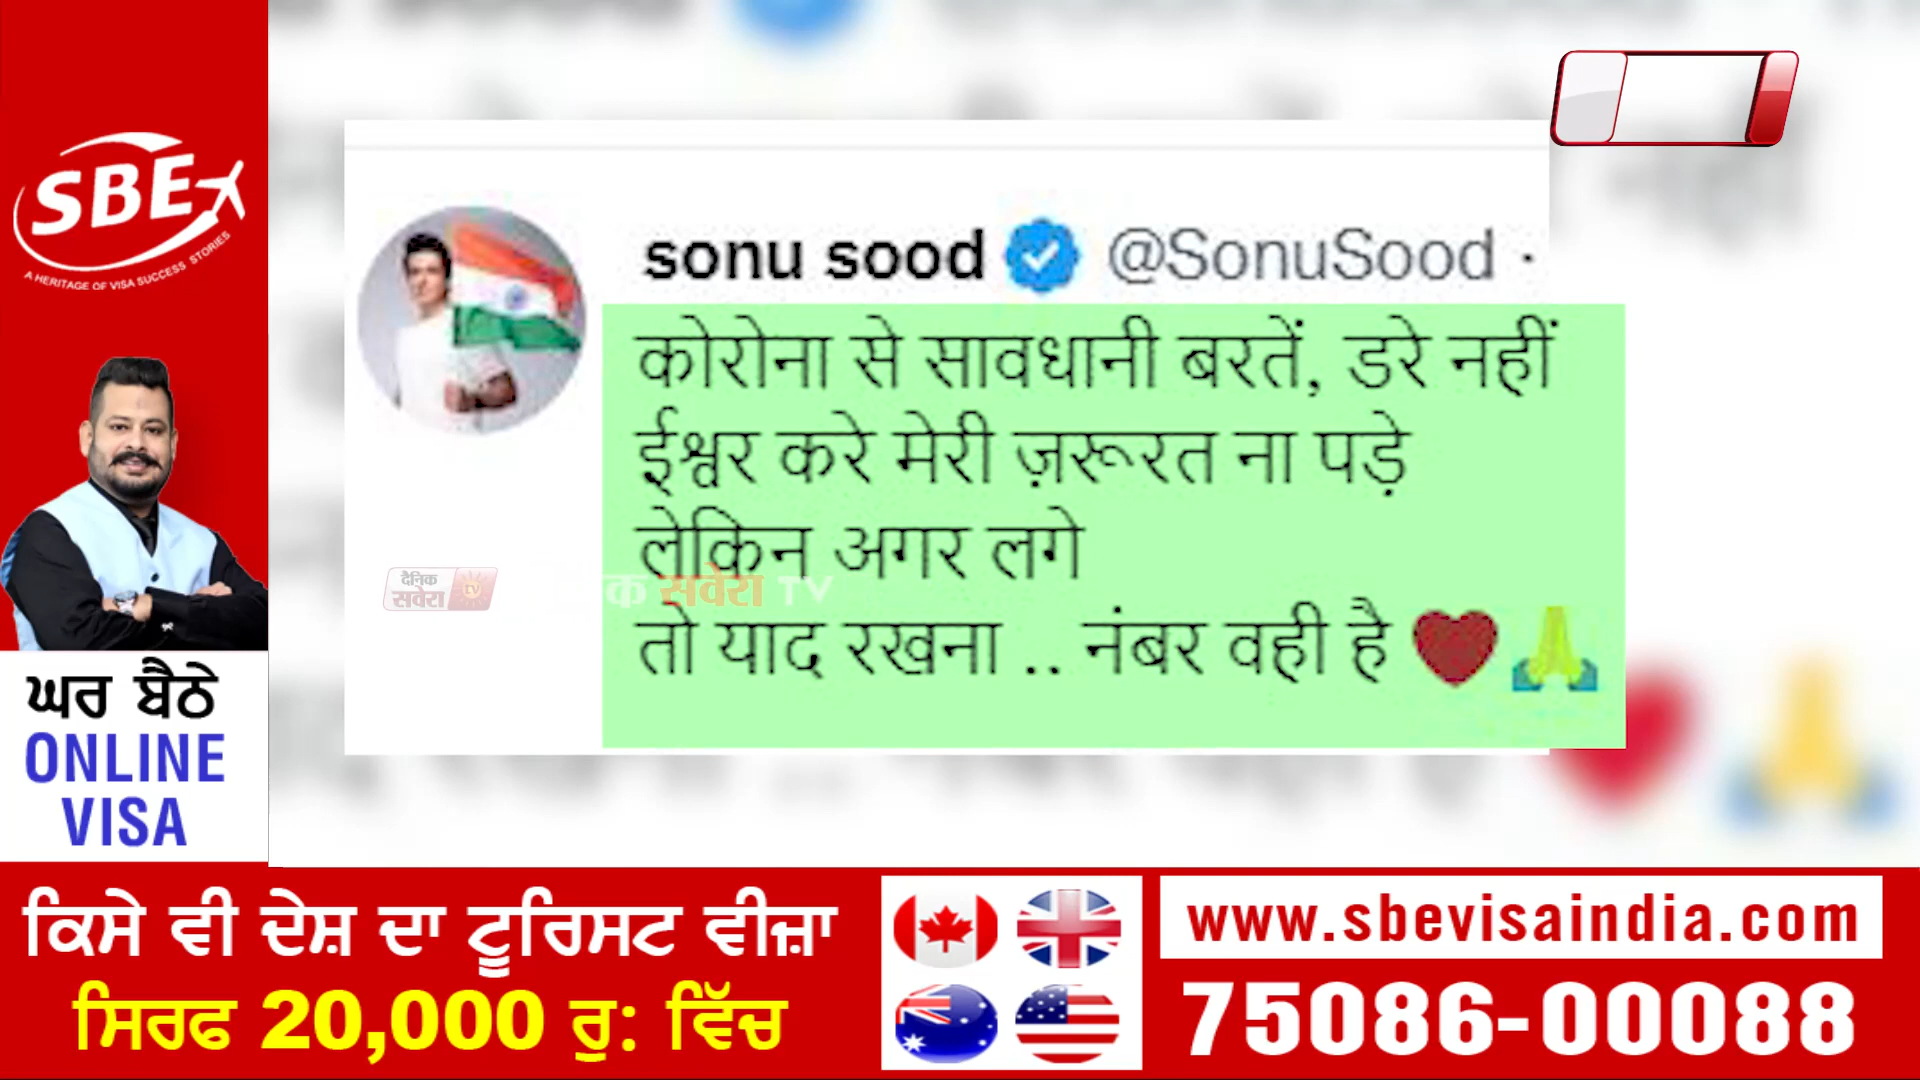 SBE
A HERITAGE OF VISA SUCCESS STORIES
sonu sood @SonuSood ·
कोरोना से सावधानी बरतें, डरे नहीं
ईश्वर करे मेरी ज़रूरत ना पड़े
लेकिन अगर लगे
तो याद रखना .. नंबर वही है ❤️🙏
दैनिक
सवेरा TV
क सवेरा TV
ਘਰ ਬੈਠੇ
ONLINE
VISA
ਕਿਸੇ ਵੀ ਦੇਸ਼ ਦਾ ਟੂਰਿਸਟ ਵੀਜ਼ਾ
ਸਿਰਫ 20,000 ਰੁ: ਵਿੱਚ
www.sbevisaindia.com
75086-00088